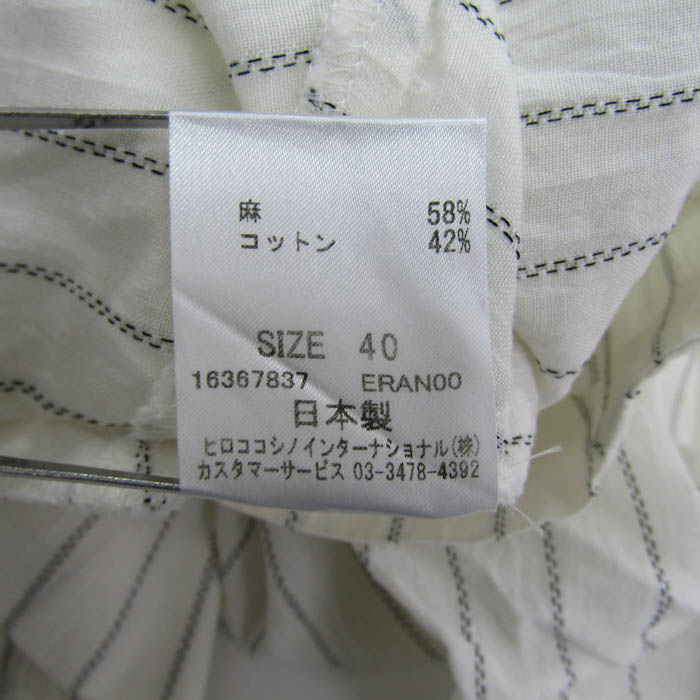 麻 58%
コットン 42%
SIZE 40
16367837 ERAN00
日本製
ヒロココシノインターナショナル(株)
カスタマーサービス 03-3478-4392